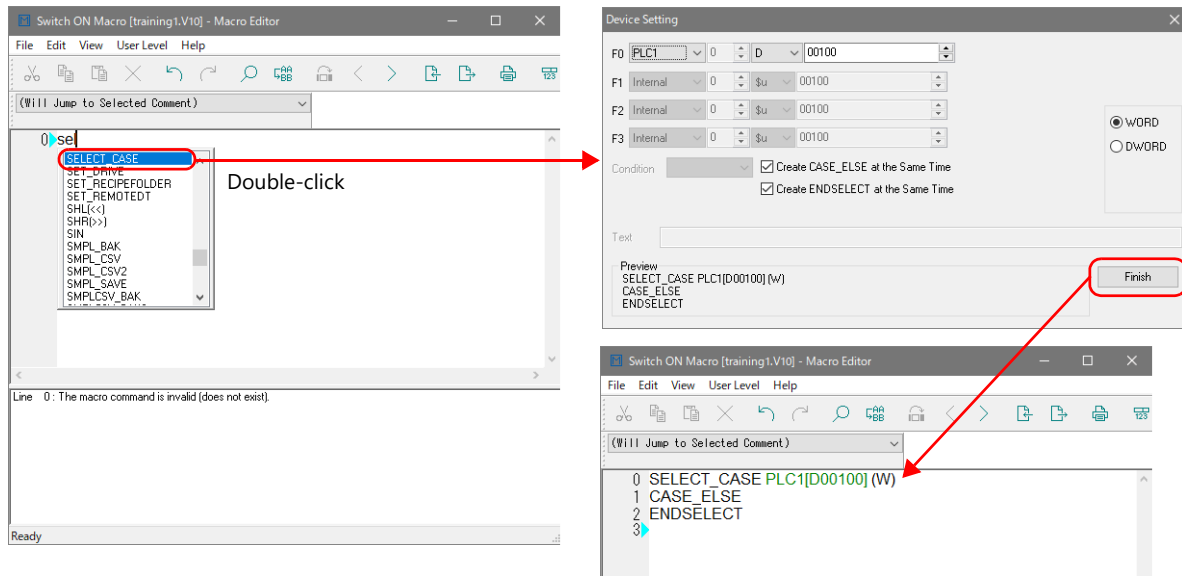 Switch ON Macro [training1.V10] - Macro Editor
File Edit View User Level Help
(Will Jump to Selected Comment)
0 sel
SELECT_CASE
SET_DRIVE
SET_RECIPEFOLDER
SET_REMOTEDT
SHL(<<)
SHR(>>)
SIN
SMPL_BAK
SMPL_CSV
SMPL_CSV2
SMPL_SAVE
SMPLCSV_BAK
Double-click
Line 0 : The macro command is invalid (does not exist).
Ready
Device Setting
F0 PLC1 0 D 00100
F1 Internal 0 $u 00100
F2 Internal 0 $u 00100
F3 Internal 0 $u 00100
WORD
DWORD
Condition
Create CASE_ELSE at the Same Time
Create ENDSELECT at the Same Time
Text
Preview
SELECT_CASE PLC1[D00100] (W)
CASE_ELSE
ENDSELECT
Finish
Switch ON Macro [training1.V10] - Macro Editor
File Edit View User Level Help
(Will Jump to Selected Comment)
0 SELECT_CASE PLC1[D00100] (W)
1 CASE_ELSE
2 ENDSELECT
3